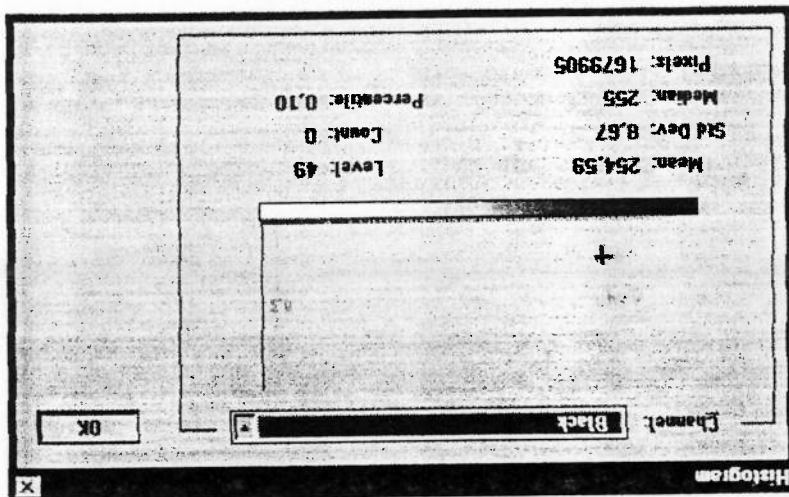 Histogram
Channel: Black
OK
Mean: 254,59 Level: 49
Std Dev: 8,67 Count: 0
Median: 255 Percentile: 0,10
Pixels: 1679905